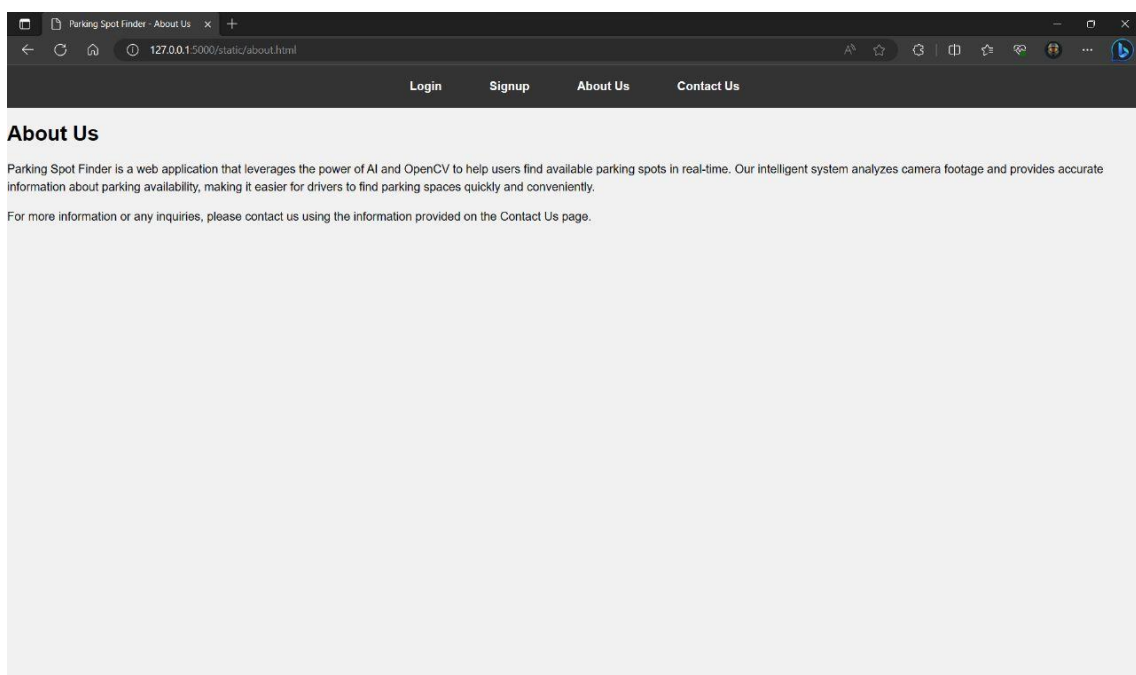 Parking Spot Finder - About Us
127.0.0.1:5000/static/about.html
Login Signup About Us Contact Us
About Us
Parking Spot Finder is a web application that leverages the power of AI and OpenCV to help users find available parking spots in real-time. Our intelligent system analyzes camera footage and provides accurate
information about parking availability, making it easier for drivers to find parking spaces quickly and conveniently.
For more information or any inquiries, please contact us using the information provided on the Contact Us page.